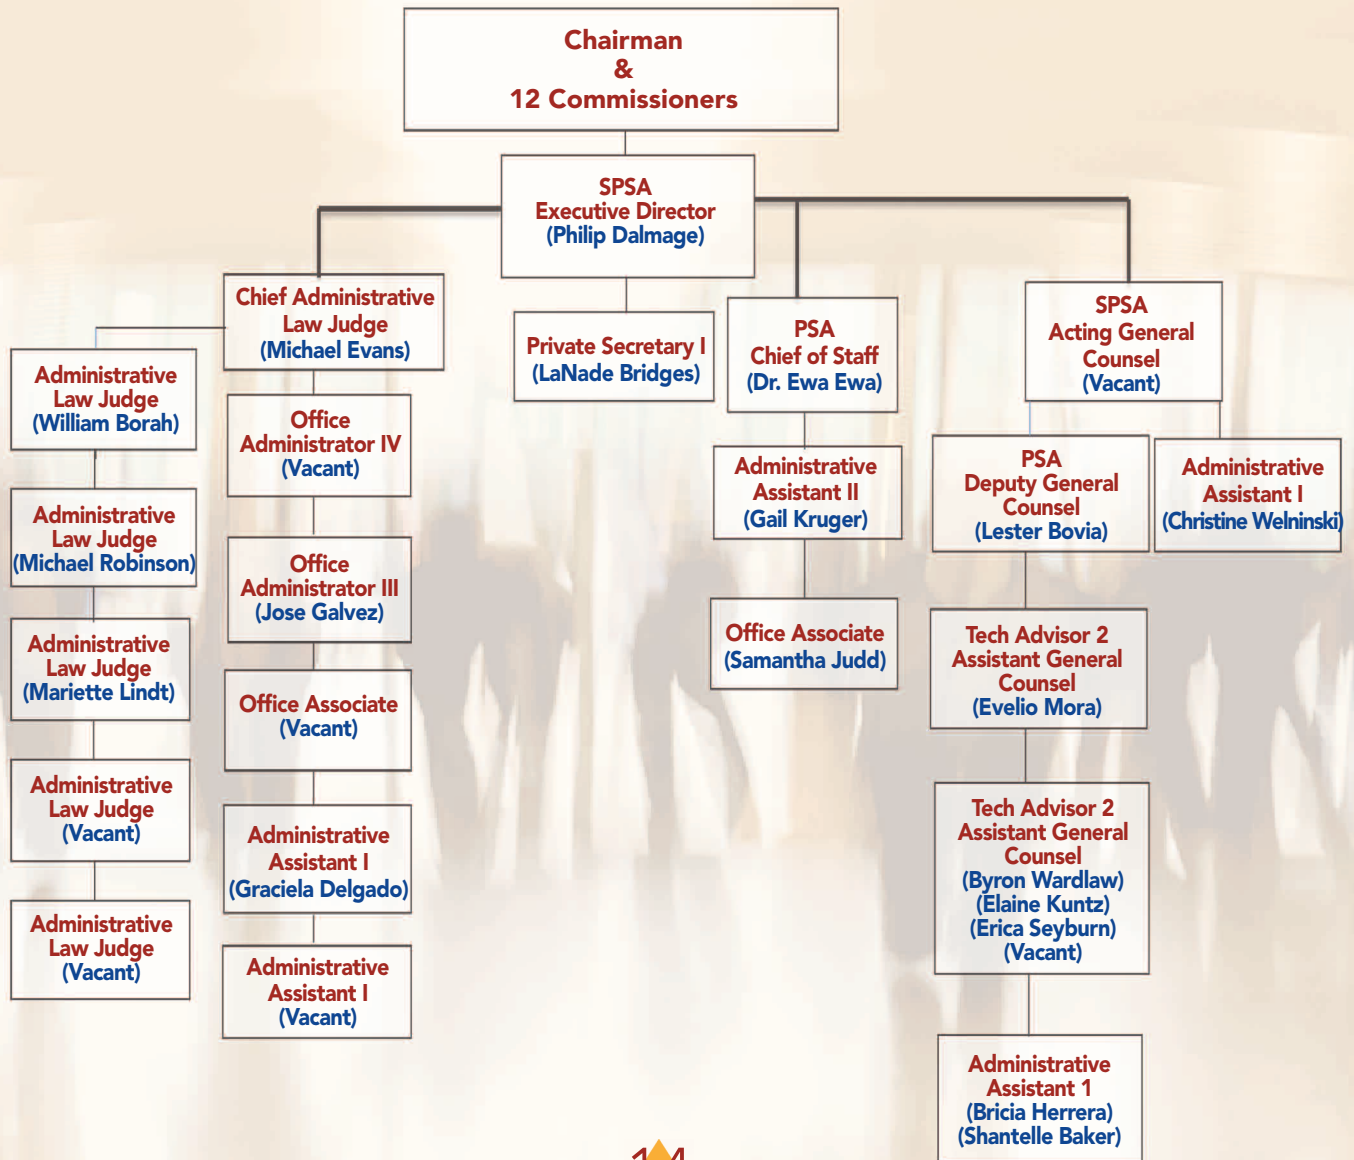 Chairman
&
12 Commissioners
SPSA
Executive Director
(Philip Dalmage)
Chief Administrative
Law Judge
(Michael Evans)
Private Secretary I
(LaNade Bridges)
PSA
Chief of Staff
(Dr. Ewa Ewa)
SPSA
Acting General
Counsel
(Vacant)
Administrative
Law Judge
(William Borah)
Administrative
Law Judge
(Michael Robinson)
Administrative
Law Judge
(Mariette Lindt)
Administrative
Law Judge
(Vacant)
Administrative
Law Judge
(Vacant)
Office
Administrator IV
(Vacant)
Office
Administrator III
(Jose Galvez)
Office Associate
(Vacant)
Administrative
Assistant I
(Graciela Delgado)
Administrative
Assistant I
(Vacant)
Administrative
Assistant II
(Gail Kruger)
Office Associate
(Samantha Judd)
PSA
Deputy General
Counsel
(Lester Bovia)
Administrative
Assistant I
(Christine Welninski)
Tech Advisor 2
Assistant General
Counsel
(Evelio Mora)
Tech Advisor 2
Assistant General
Counsel
(Byron Wardlaw)
(Elaine Kuntz)
(Erica Seyburn)
(Vacant)
Administrative
Assistant 1
(Bricia Herrera)
(Shantelle Baker)